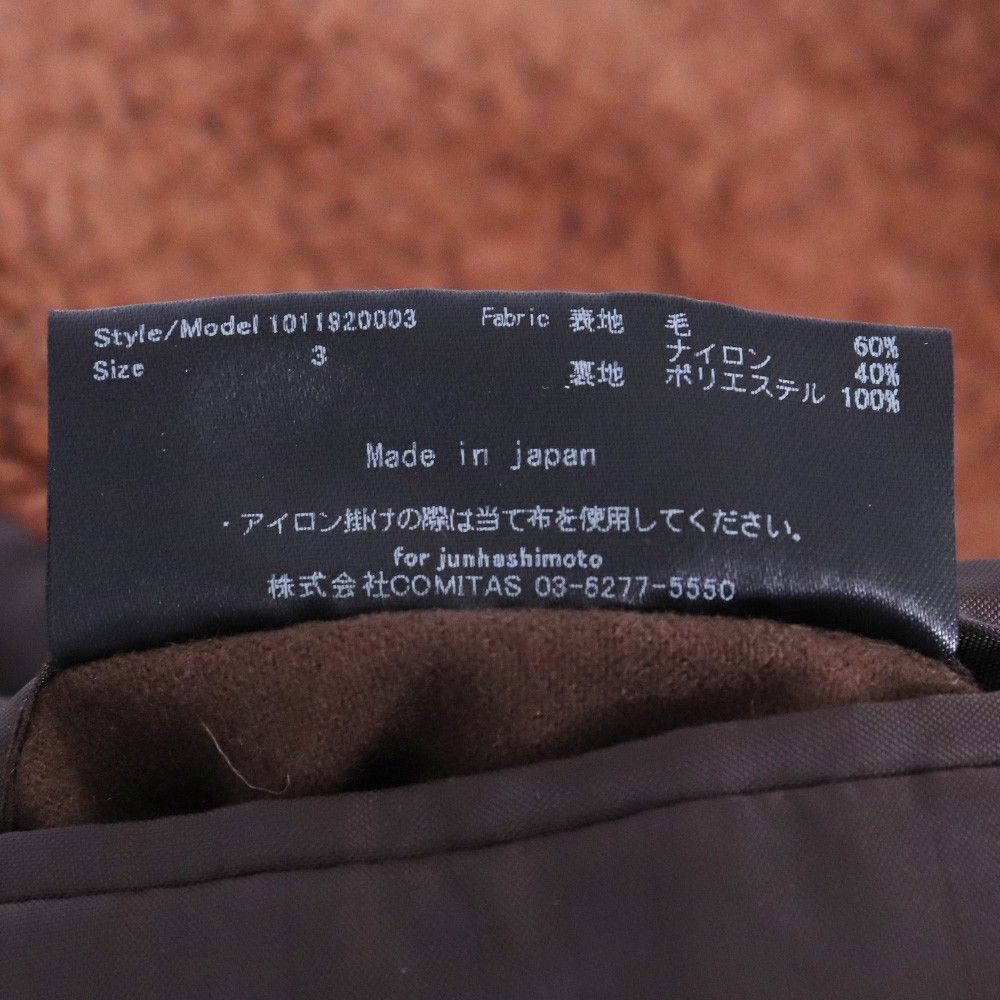 Style/Model 1011920003 Fabric 表地 毛 60%
ナイロン 40%
Size 3 裏地 ポリエステル 100%
Made in japan
・アイロン掛けの際は当て布を使用してください。
for junhashimoto
株式会社COMITAS 03-6277-5550